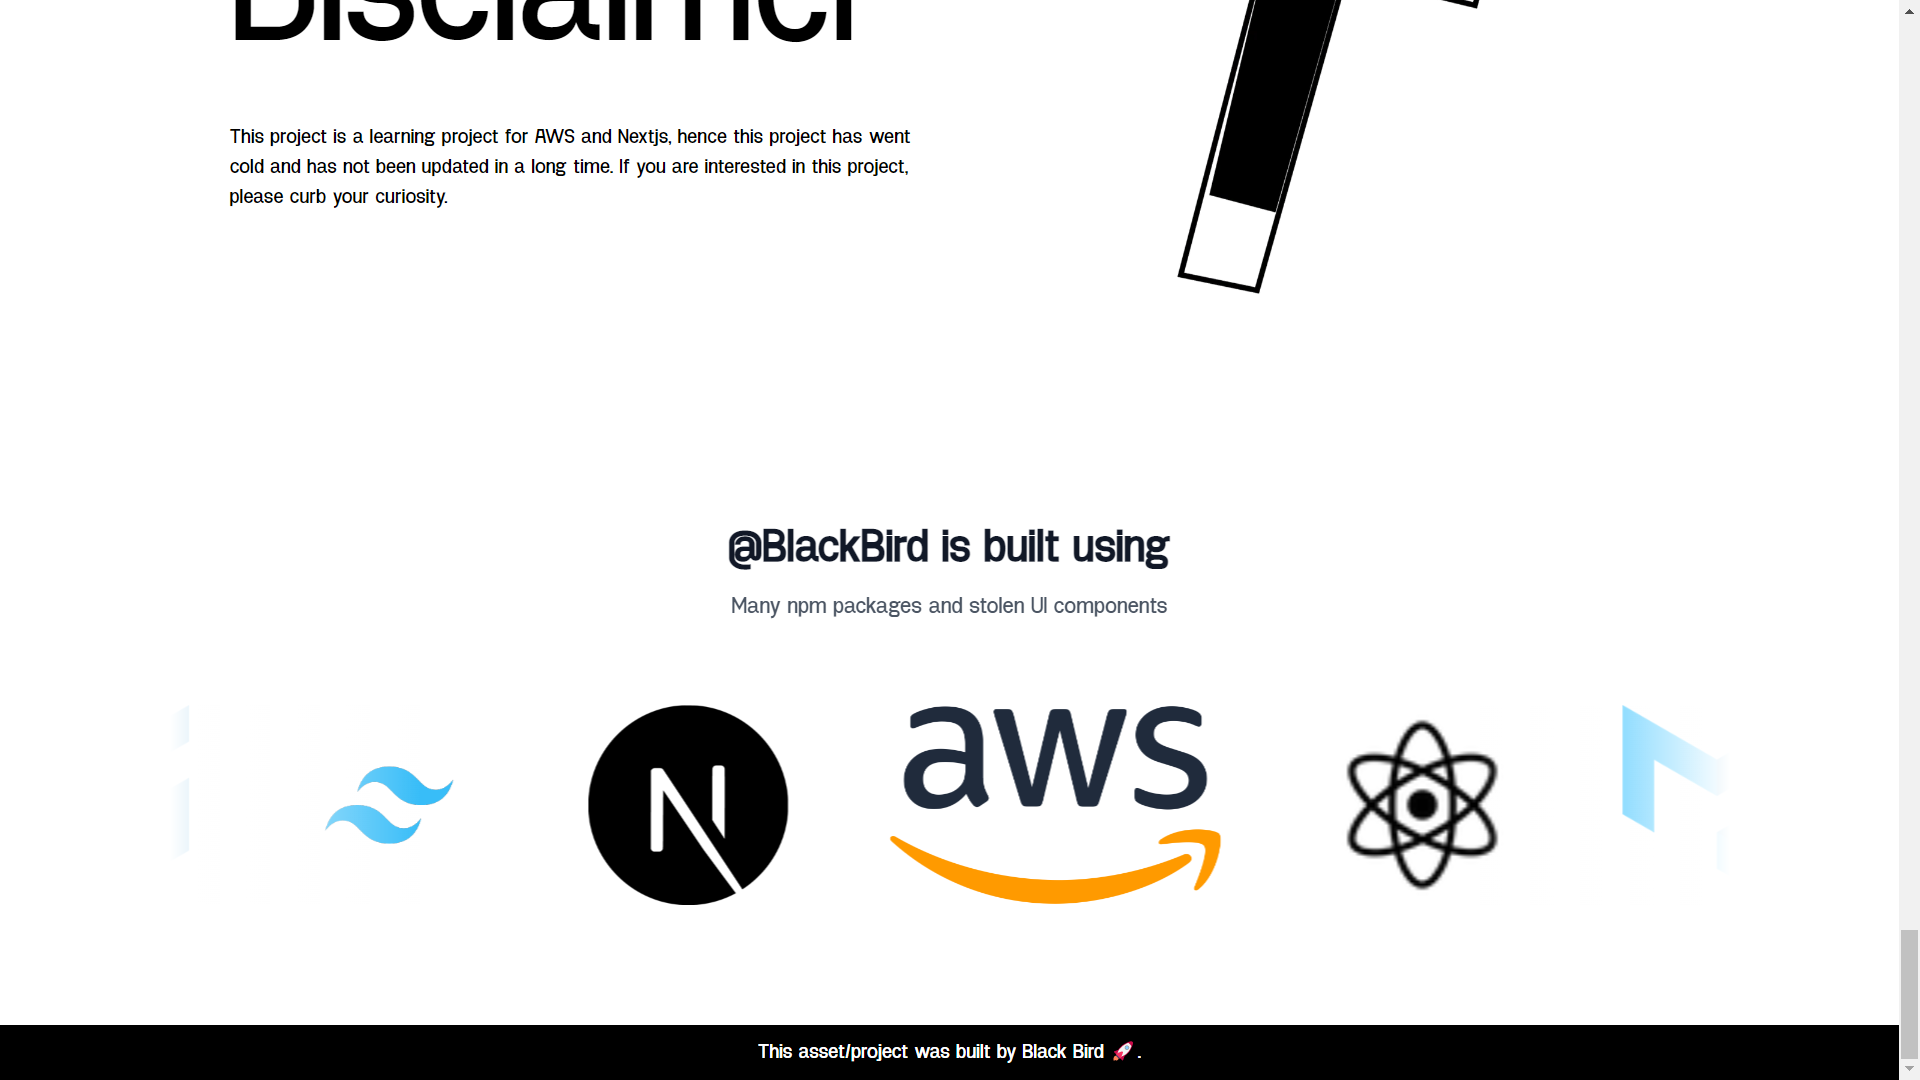 Disclaimer
This project is a learning project for AWS and Nextjs, hence this project has went
cold and has not been updated in a long time. If you are interested in this project,
please curb your curiosity.
@BlackBird is built using
Many npm packages and stolen UI components
N
aws
This asset/project was built by Black Bird 🚀 .